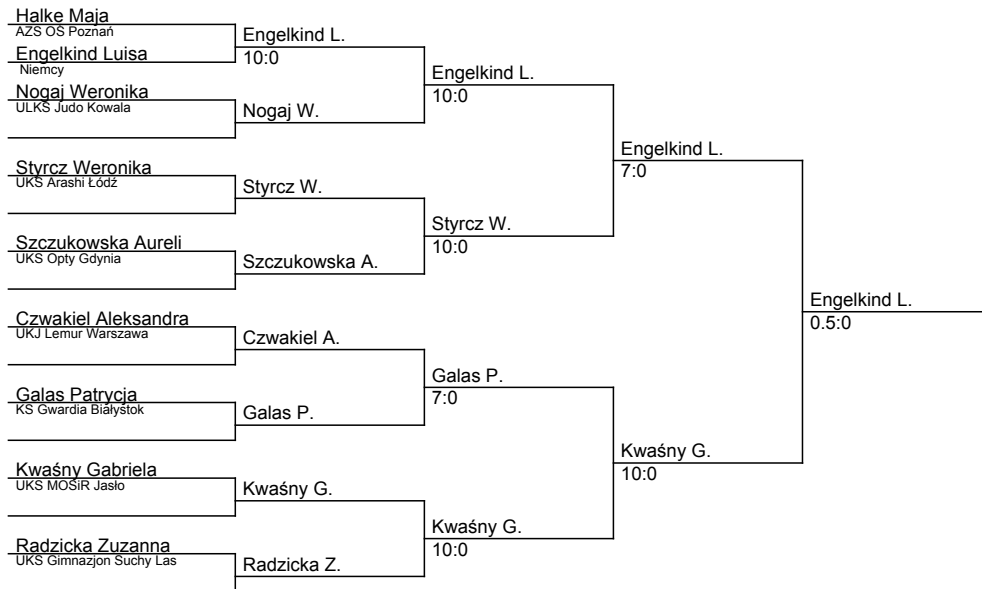 Halke Maja
AZS OŚ Poznań
Engelkind Luisa
Niemcy
Nogaj Weronika
ULKS Judo Kowala
Styrcz Weronika
UKS Arashi Łódź
Szczukowska Aureli
UKS Opty Gdynia
Czwakiel Aleksandra
UKJ Lemur Warszawa
Galas Patrycja
KS Gwardia Białystok
Kwaśny Gabriela
UKS MOSiR Jasło
Radzicka Zuzanna
UKS Gimnazjon Suchy Las
Engelkind L.
10:0
Nogaj W.
Styrcz W.
Szczukowska A.
Czwakiel A.
Galas P.
Kwaśny G.
Radzicka Z.
Engelkind L.
10:0
Styrcz W.
10:0
Galas P.
7:0
Kwaśny G.
10:0
Engelkind L.
7:0
Kwaśny G.
10:0
Engelkind L.
0.5:0